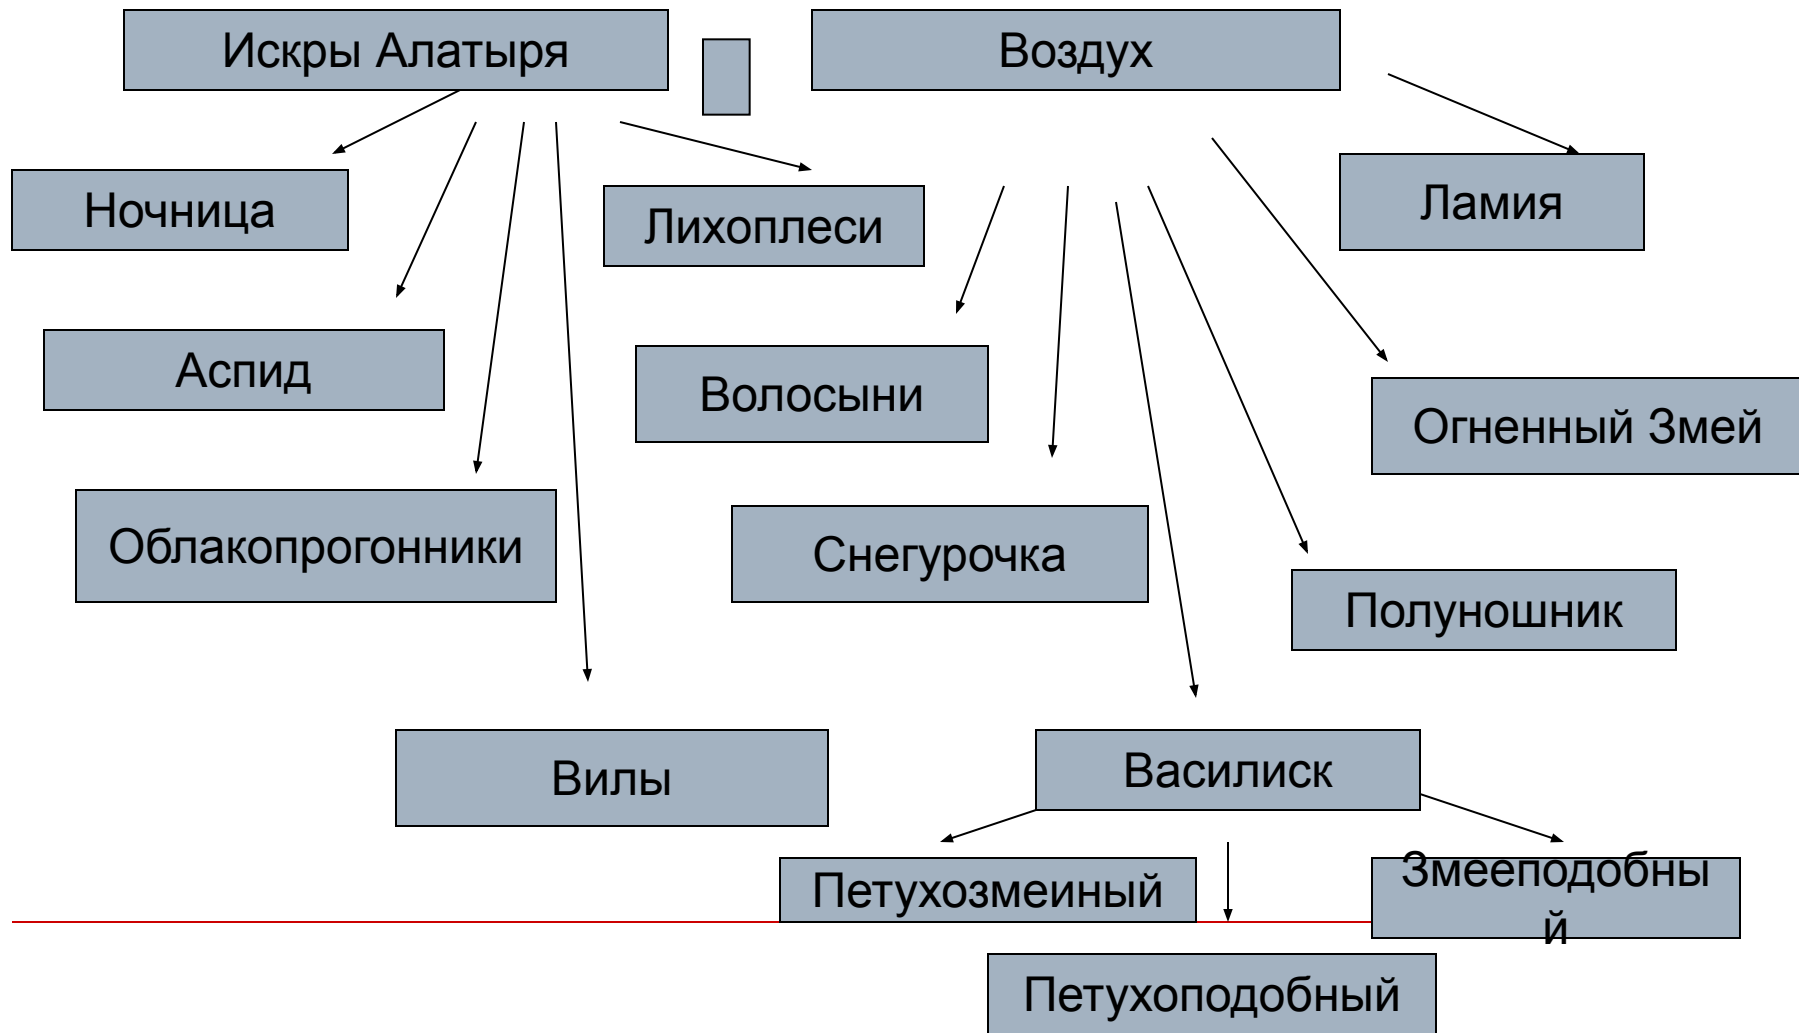 Искры Алатыря
Воздух
Ночница
Лихоплеси
Ламия
Аспид
Волосыни
Огненный Змей
Облакопрогонники
Снегурочка
Полуношник
Вилы
Василиск
Петухозмеиный
Змееподобны
й
Петухоподобный